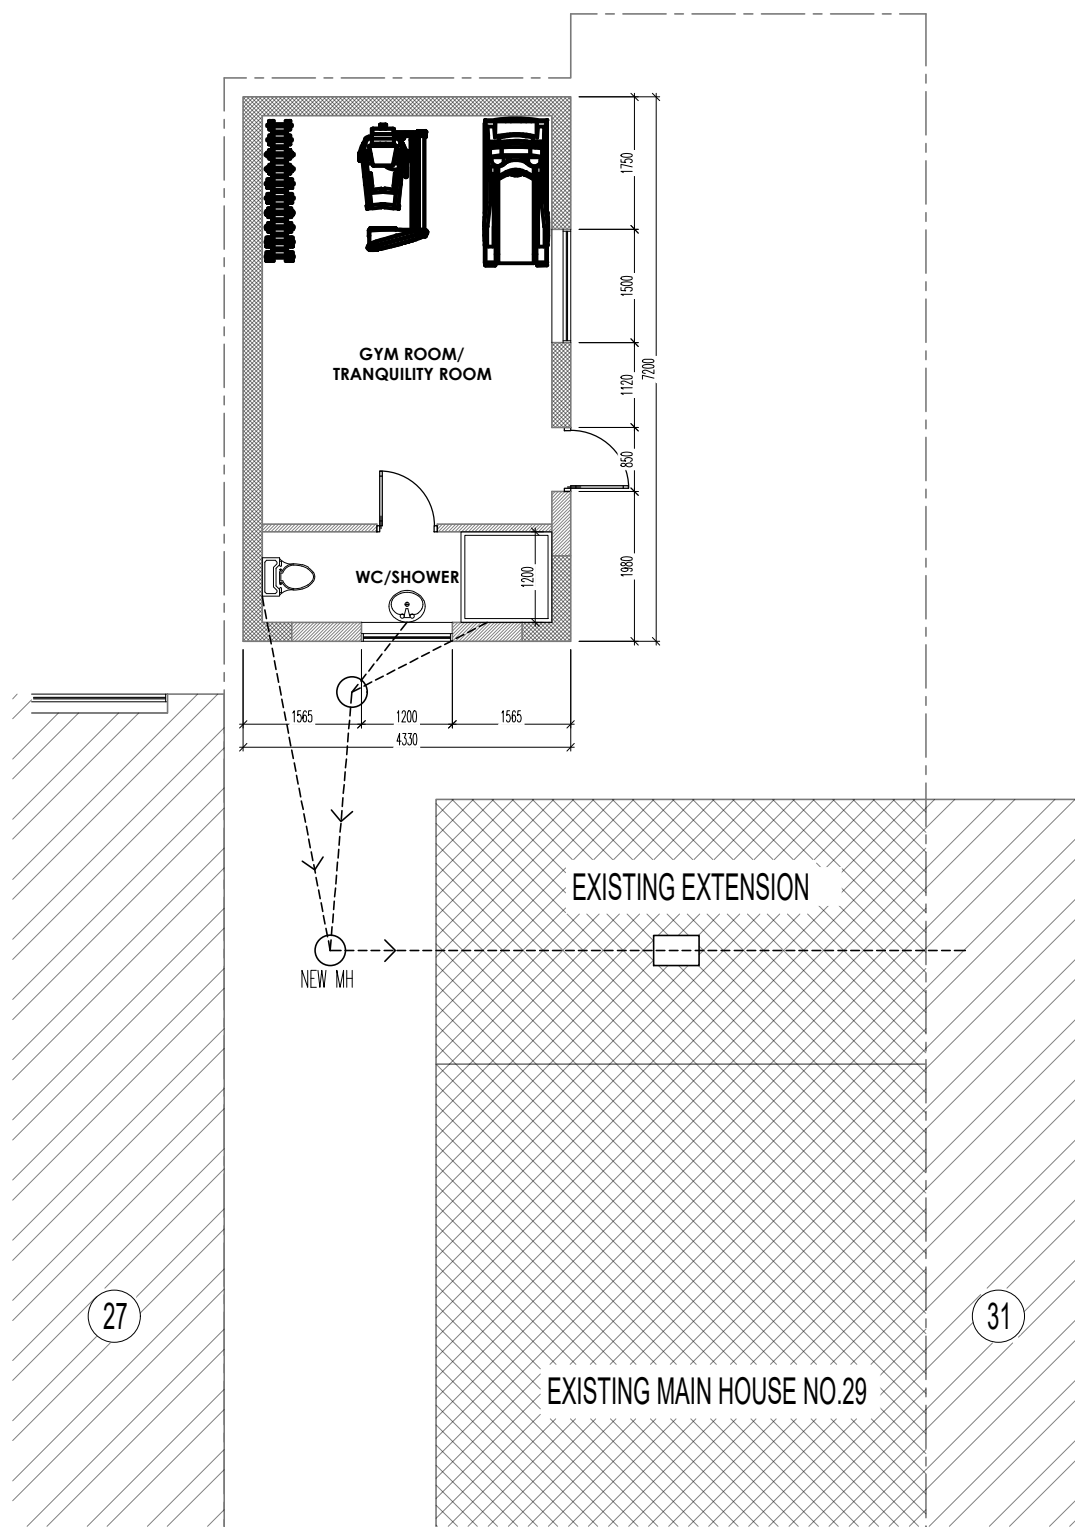 1750
1500
GYM ROOM/
TRANQUILITY ROOM
1120
7200
850
WC/SHOWER
1200
1980
1565
1200
1565
4330
EXISTING EXTENSION
NEW MH
27
31
EXISTING MAIN HOUSE NO.29